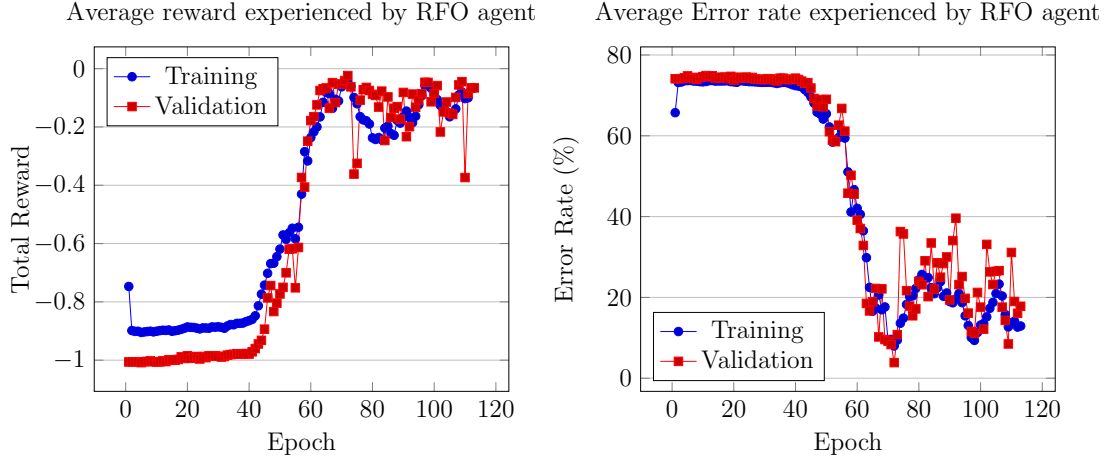 Average reward experienced by RFO agent
0
−0.2
−0.4
−0.6
−0.8
−1
Total Reward
Training
Validation
0 20 40 60 80 100 120
Epoch
Average Error rate experienced by RFO agent
80
60
40
20
0
Error Rate (%)
Training
Validation
0 20 40 60 80 100 120
Epoch